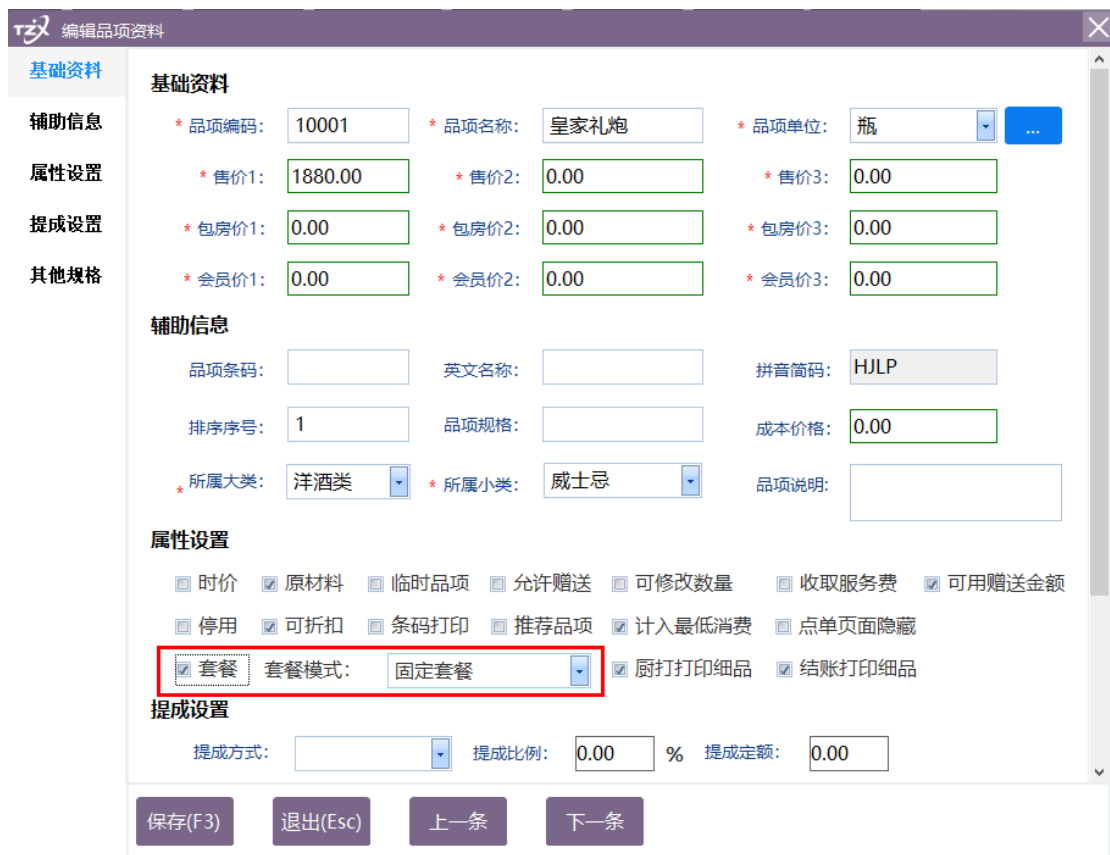 TZX 编辑品项资料
基础资料
辅助信息
属性设置
提成设置
其他规格
基础资料
* 品项编码： 10001 * 品项名称： 皇家礼炮 * 品项单位： 瓶 ...
* 售价1： 1880.00 * 售价2： 0.00 * 售价3： 0.00
* 包房价1： 0.00 * 包房价2： 0.00 * 包房价3： 0.00
* 会员价1： 0.00 * 会员价2： 0.00 * 会员价3： 0.00
辅助信息
品项条码： 英文名称： 拼音简码： HJLP
排序序号： 1 品项规格： 成本价格： 0.00
* 所属大类： 洋酒类 * 所属小类： 威士忌 品项说明:
属性设置
时价 原材料 临时品项 允许赠送 可修改数量 收取服务费 可用赠送金额
停用 可折扣 条码打印 推荐品项 计入最低消费 点单页面隐藏
套餐 套餐模式： 固定套餐 厨打打印细品 结账打印细品
提成设置
提成方式： 提成比例： 0.00 % 提成定额： 0.00
保存(F3) 退出(Esc) 上一条 下一条